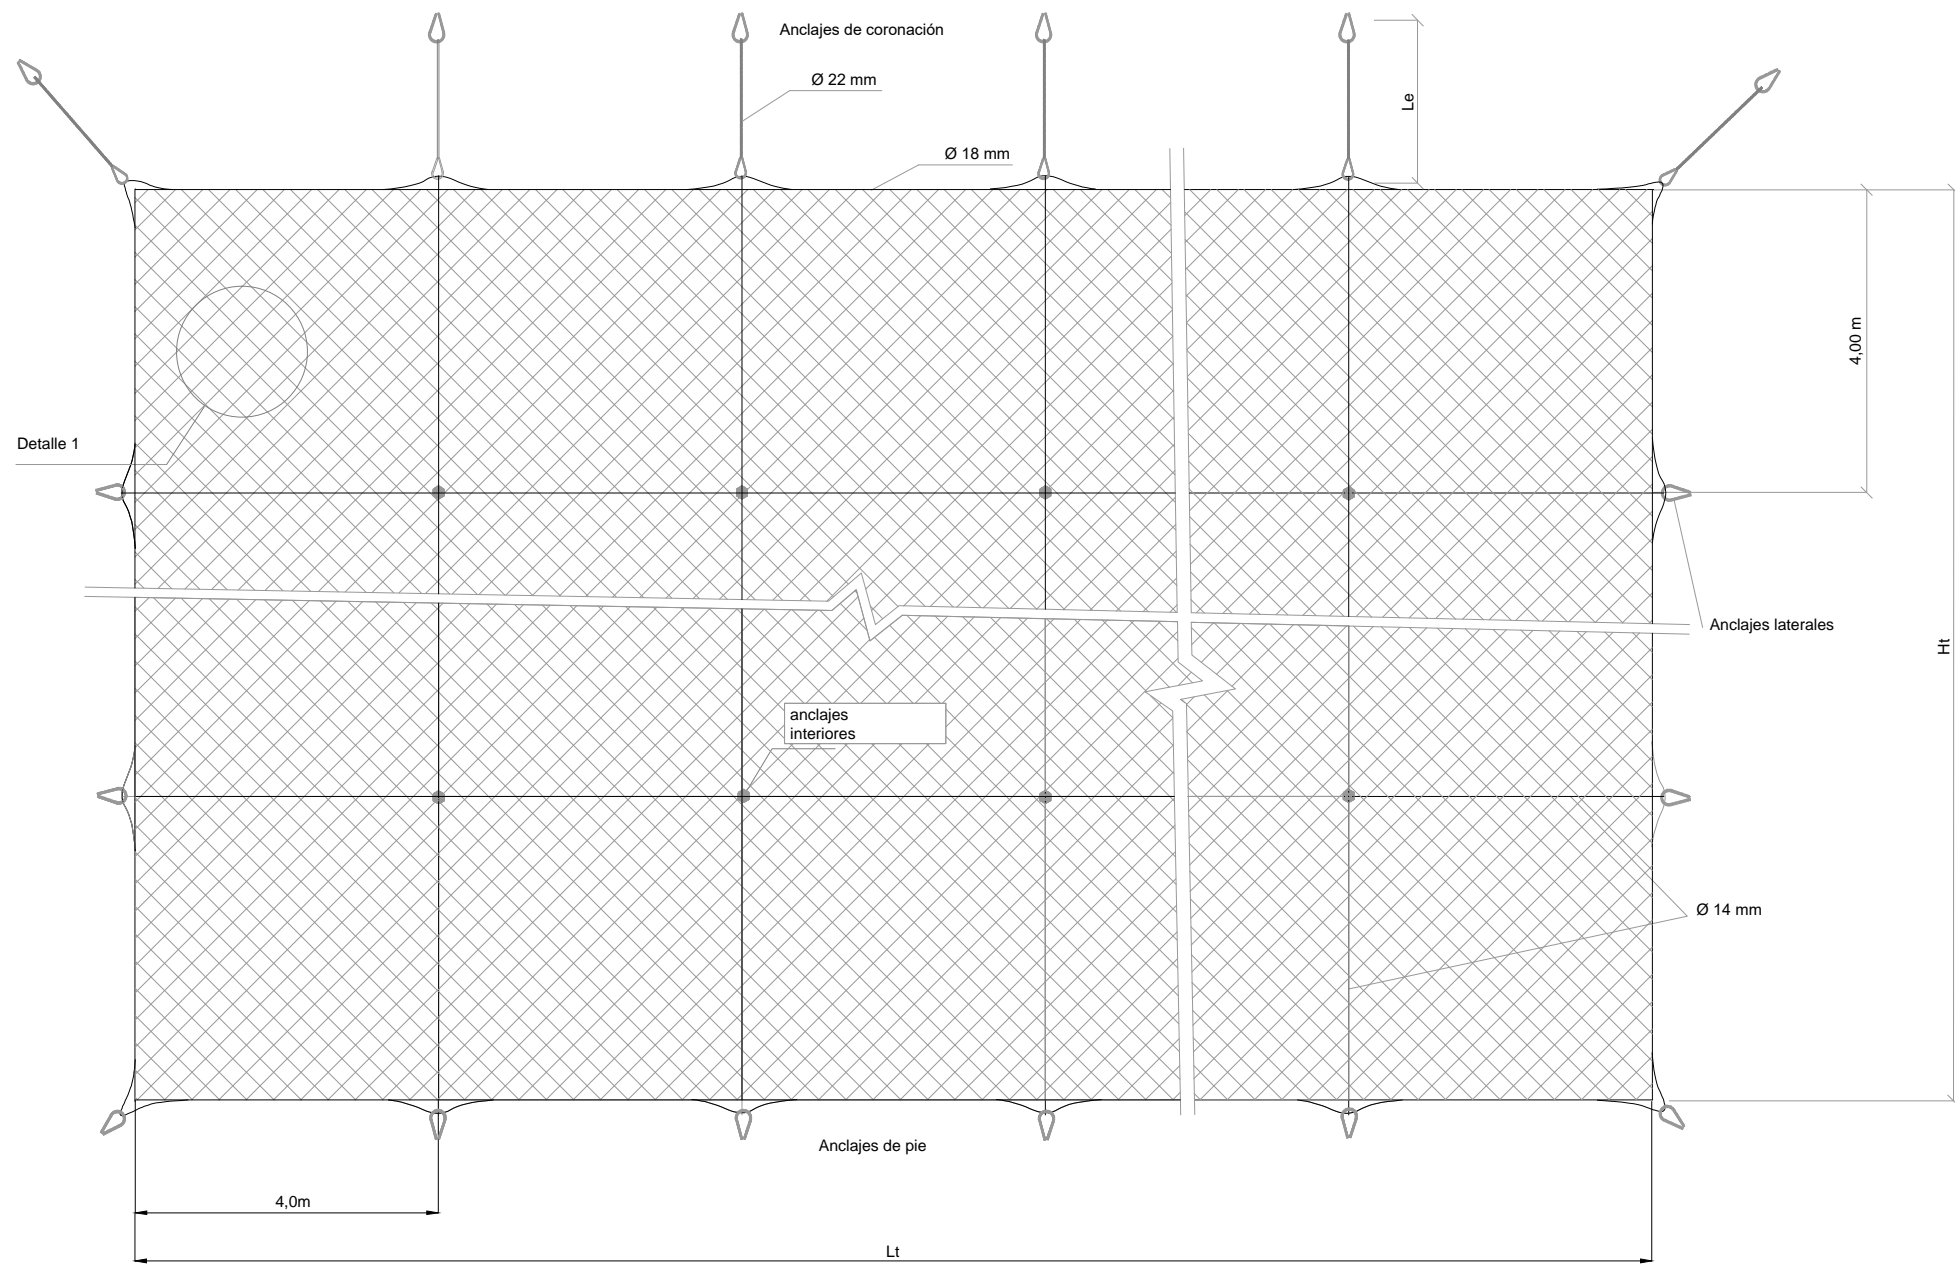 Anclajes de coronación
Ø 22 mm
Le
Ø 18 mm
4,00 m
Detalle 1
Anclajes laterales
Ht
anclajes
interiores
Ø 14 mm
Anclajes de pie
4,0m
Lt